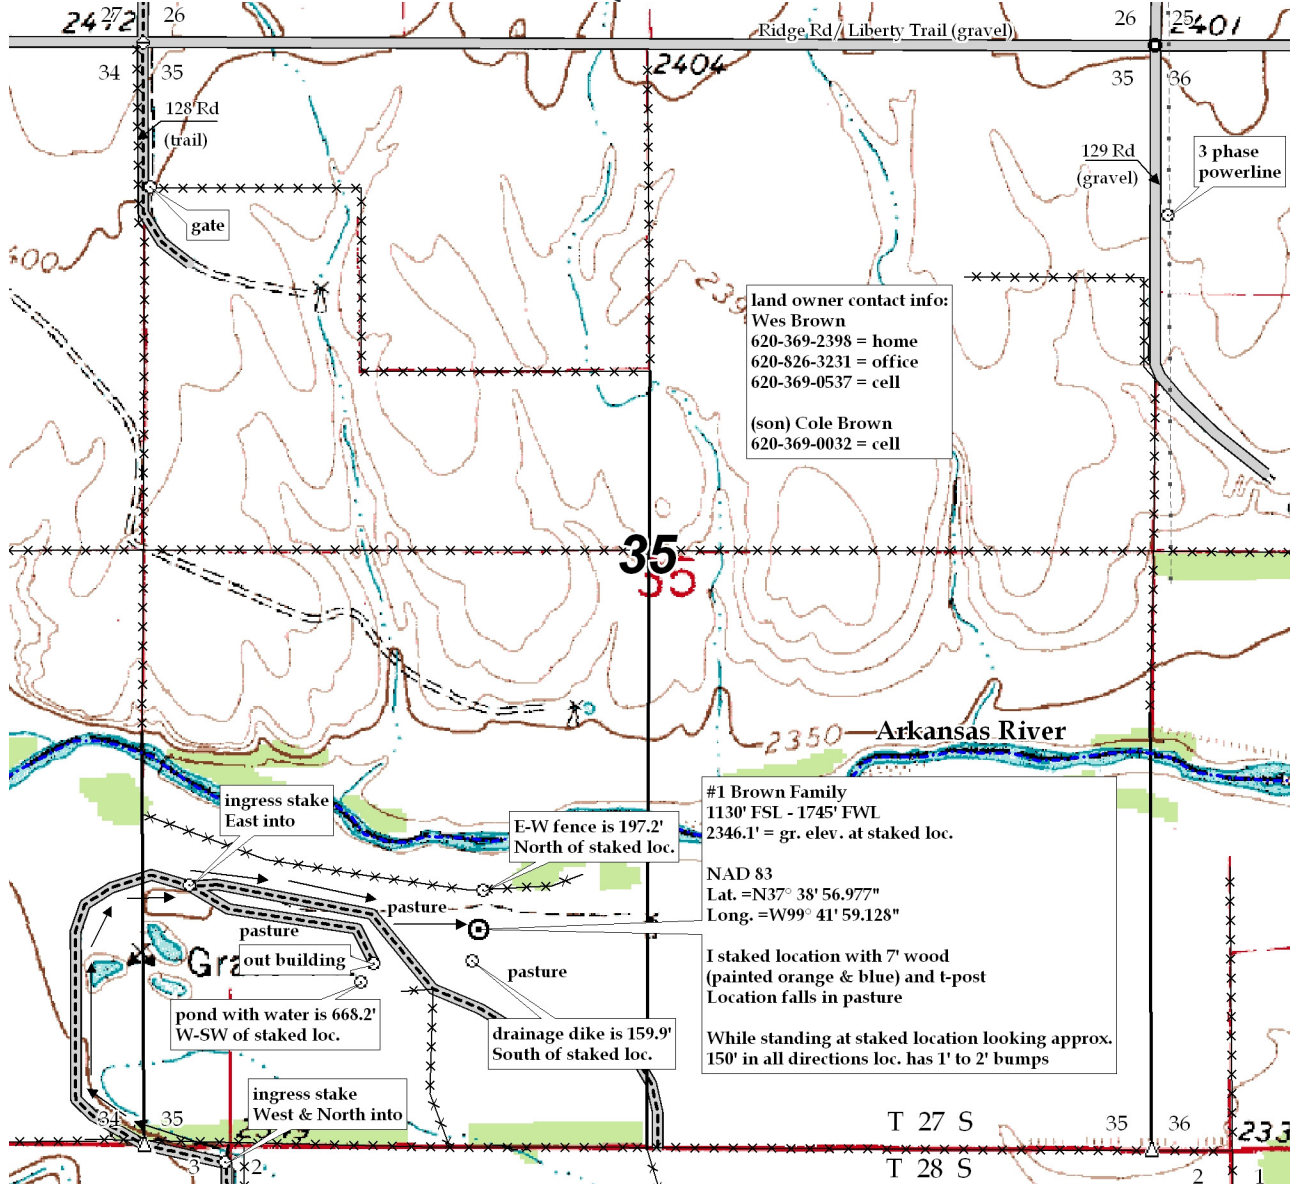 27
26
2472
26
25
2401
Ridge Rd/ Liberty Trail (gravel)
34
35
2404
35
36
128 Rd
(trail)
129 Rd
(gravel)
3 phase
powerline
gate
land owner contact info:
Wes Brown
620-369-2398 = home
620-826-3231 = office
620-369-0537 = cell
(son) Cole Brown
620-369-0032 = cell
35
2350
Arkansas River
ingress stake
East into
E-W fence is 197.2'
North of staked loc.
#1 Brown Family
1130' FSL - 1745' FWL
2346.1' = gr. elev. at staked loc.
NAD 83
Lat. =N37° 38' 56.977"
Long. =W99° 41' 59.128"
I staked location with 7' wood
(painted orange & blue) and t-post
Location falls in pasture
While standing at staked location looking approx.
150' in all directions loc. has 1' to 2' bumps
pasture
pasture
out building
pasture
pond with water is 668.2'
W-SW of staked loc.
drainage dike is 159.9'
South of staked loc.
ingress stake
West & North into
34
35
T 27 S
35
36
3
2
T 28 S
2
1